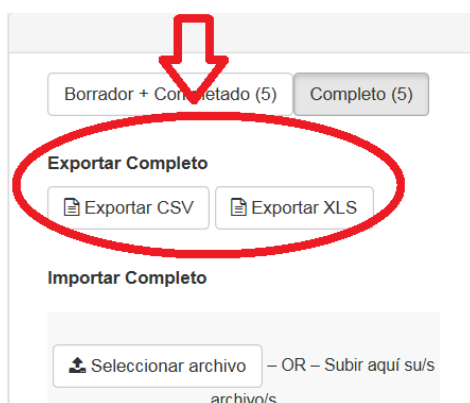 Borrador + Completado (5) Completo (5)
Exportar Completo
Exportar CSV Exportar XLS
Importar Completo
Seleccionar archivo – OR – Subir aquí su/s
archivo/s